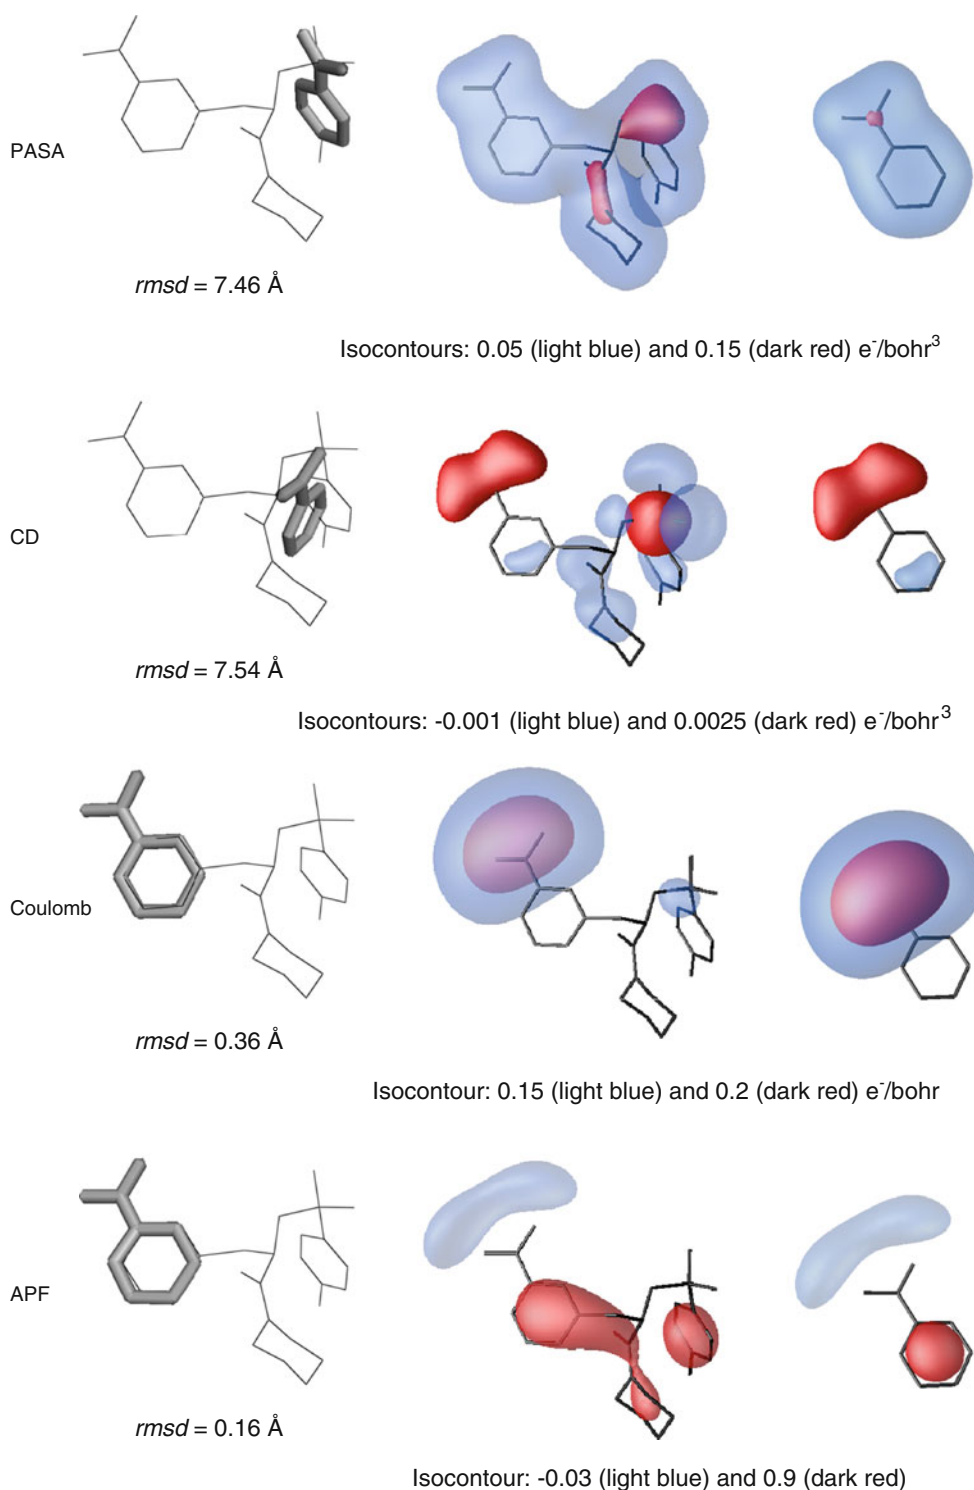 PASA
rmsd = 7.46 Å
Isocontours: 0.05 (light blue) and 0.15 (dark red) e⁻/bohr³
CD
rmsd = 7.54 Å
Isocontours: -0.001 (light blue) and 0.0025 (dark red) e⁻/bohr³
Coulomb
rmsd = 0.36 Å
Isocontour: 0.15 (light blue) and 0.2 (dark red) e⁻/bohr
APF
rmsd = 0.16 Å
Isocontour: -0.03 (light blue) and 0.9 (dark red)